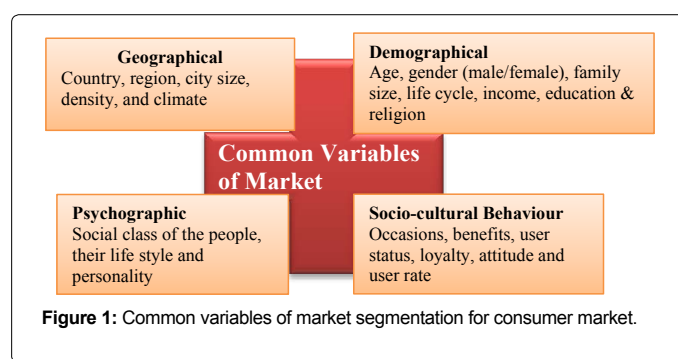 Geographical
Country, region, city size,
density, and climate
Demographical
Age, gender (male/female), family
size, life cycle, income, education &
religion
Common Variables
of Market
Psychographic
Social class of the people,
their life style and
personality
Socio-cultural Behaviour
Occasions, benefits, user
status, loyalty, attitude and
user rate
Figure 1: Common variables of market segmentation for consumer market.